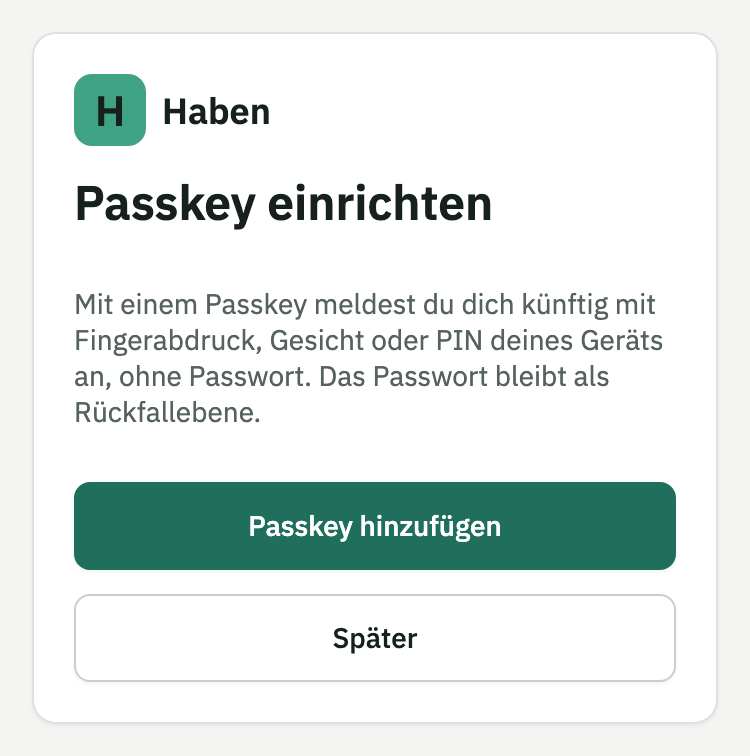 H Haben
Passkey einrichten
Mit einem Passkey meldest du dich künftig mit
Fingerabdruck, Gesicht oder PIN deines Geräts
an, ohne Passwort. Das Passwort bleibt als
Rückfallebene.
Passkey hinzufügen
Später